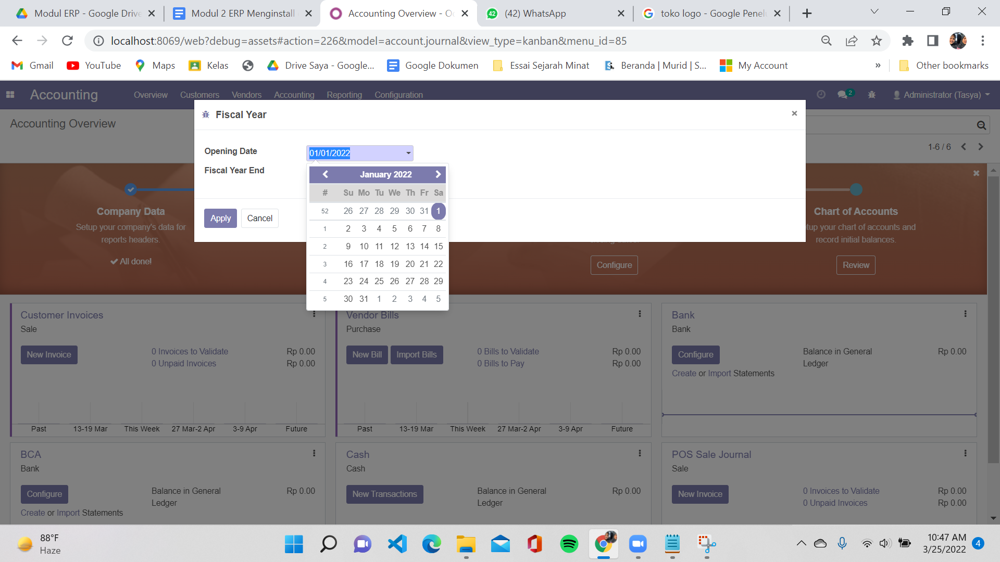 Modul ERP - Google Drive
Modul 2 ERP Menginstall
Accounting Overview - Oc
(42) WhatsApp
toko logo - Google Penel
localhost:8069/web?debug=assets#action=226&model=account.journal&view_type=kanban&menu_id=85
Gmail
YouTube
Maps
Kelas
Drive Saya - Google...
Google Dokumen
Essai Sejarah Minat
Beranda | Murid | S...
My Account
»
Other bookmarks
Accounting
Overview
Customers
Vendors
Accounting
Reporting
Configuration
2
Administrator (Tasya)
Accounting Overview
1-6 / 6
Fiscal Year
×
Opening Date
01/01/2022
Fiscal Year End
Apply
Cancel
January 2022
# Su Mo Tu We Th Fr Sa
52 26 27 28 29 30 31 1
1 2 3 4 5 6 7 8
2 9 10 11 12 13 14 15
3 16 17 18 19 20 21 22
4 23 24 25 26 27 28 29
5 30 31 1 2 3 4 5
Company Data
Setup your company's data for
reports headers.
All done!
Configure
Chart of Accounts
tup your chart of accounts and
record initial balances.
Review
Customer Invoices
Sale
New Invoice
0 Invoices to Validate Rp 0.00
0 Unpaid Invoices Rp 0.00
Past 13-19 Mar This Week 27 Mar-2 Apr 3-9 Apr Future
Vendor Bills
Purchase
New Bill
Import Bills
0 Bills to Validate Rp 0.00
0 Bills to Pay Rp 0.00
Past 13-19 Mar This Week 27 Mar-2 Apr 3-9 Apr Future
Bank
Bank
Configure
Create or Import Statements
Balance in General Rp 0.00
Ledger
BCA
Bank
Configure
Create or Import Statements
Balance in General Rp 0.00
Ledger
Cash
Cash
New Transactions
Balance in General Rp 0.00
Ledger
POS Sale Journal
Sale
New Invoice
0 Invoices to Validate Rp 0.00
0 Unpaid Invoices Rp 0.00
88°F
Haze
10:47 AM
3/25/2022
4